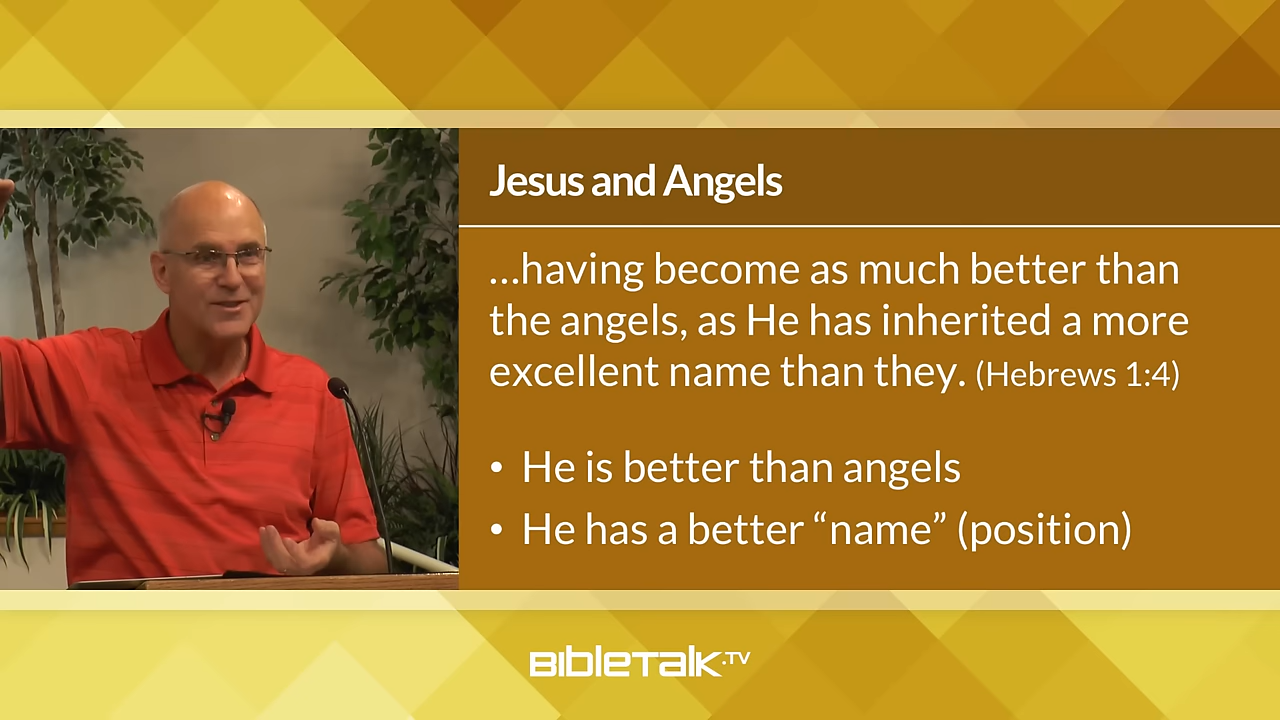 Jesus and Angels
…having become as much better than
the angels, as He has inherited a more
excellent name than they. (Hebrews 1:4)
• He is better than angels
• He has a better “name” (position)
BIBLETALK.TV